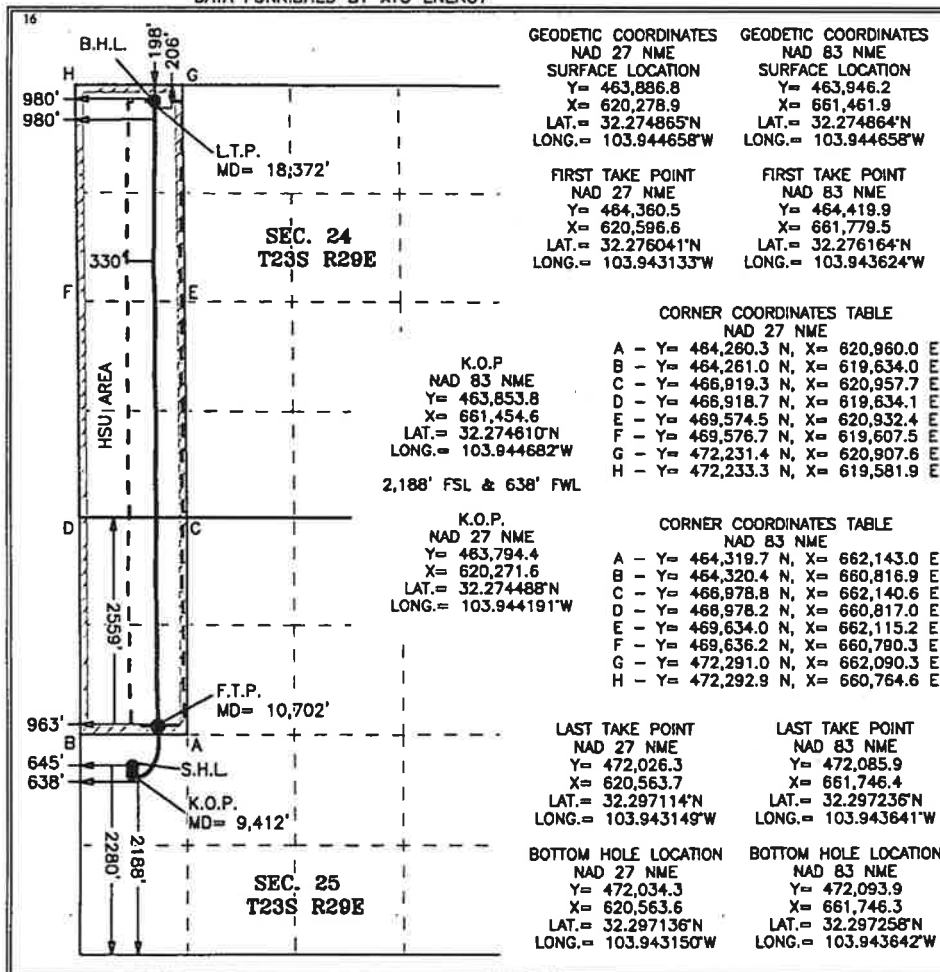 DATA FURNISHED BY XTO ENERGY
16
B.H.L.
198'
206'
H
G
980'
980'
L.T.P.
MD= 18,372'
SEC. 24
T23S R29E
330'
F
E
HSU AREA
D
C
2559'
F.T.P.
MD= 10,702'
963'
B
A
645'
S.H.L.
638'
K.O.P.
MD= 9,412'
2280'
2188'
SEC. 25
T23S R29E
K.O.P
NAD 83 NME
Y= 463,853.8
X= 661,454.6
LAT.= 32.274610°N
LONG.= 103.944682°W
2,188' FSL & 638' FWL
K.O.P.
NAD 27 NME
Y= 463,794.4
X= 620,271.6
LAT.= 32.274488°N
LONG.= 103.944191°W
GEODETIC COORDINATES
NAD 27 NME
SURFACE LOCATION
Y= 463,886.8
X= 620,278.9
LAT.= 32.274865°N
LONG.= 103.944658°W
GEODETIC COORDINATES
NAD 83 NME
SURFACE LOCATION
Y= 463,946.2
X= 661,461.9
LAT.= 32.274864°N
LONG.= 103.944658°W
FIRST TAKE POINT
NAD 27 NME
Y= 464,360.5
X= 620,596.6
LAT.= 32.276041°N
LONG.= 103.943133°W
FIRST TAKE POINT
NAD 83 NME
Y= 464,419.9
X= 661,779.5
LAT.= 32.276164°N
LONG.= 103.943624°W
CORNER COORDINATES TABLE
NAD 27 NME
A - Y= 464,260.3 N, X= 620,960.0 E
B - Y= 464,261.0 N, X= 619,634.0 E
C - Y= 466,919.3 N, X= 620,957.7 E
D - Y= 466,918.7 N, X= 619,634.1 E
E - Y= 469,574.5 N, X= 620,932.4 E
F - Y= 469,576.7 N, X= 619,607.5 E
G - Y= 472,231.4 N, X= 620,907.6 E
H - Y= 472,233.3 N, X= 619,581.9 E
CORNER COORDINATES TABLE
NAD 83 NME
A - Y= 464,319.7 N, X= 662,143.0 E
B - Y= 464,320.4 N, X= 660,816.9 E
C - Y= 466,978.8 N, X= 662,140.6 E
D - Y= 466,978.2 N, X= 660,817.0 E
E - Y= 469,634.0 N, X= 662,115.2 E
F - Y= 469,636.2 N, X= 660,790.3 E
G - Y= 472,291.0 N, X= 662,090.3 E
H - Y= 472,292.9 N, X= 660,764.6 E
LAST TAKE POINT
NAD 27 NME
Y= 472,026.3
X= 620,563.7
LAT.= 32.297114°N
LONG.= 103.943149°W
LAST TAKE POINT
NAD 83 NME
Y= 472,085.9
X= 661,746.4
LAT.= 32.297236°N
LONG.= 103.943641°W
BOTTOM HOLE LOCATION
NAD 27 NME
Y= 472,034.3
X= 620,563.6
LAT.= 32.297136°N
LONG.= 103.943150°W
BOTTOM HOLE LOCATION
NAD 83 NME
Y= 472,093.9
X= 661,746.3
LAT.= 32.297258°N
LONG.= 103.943642°W